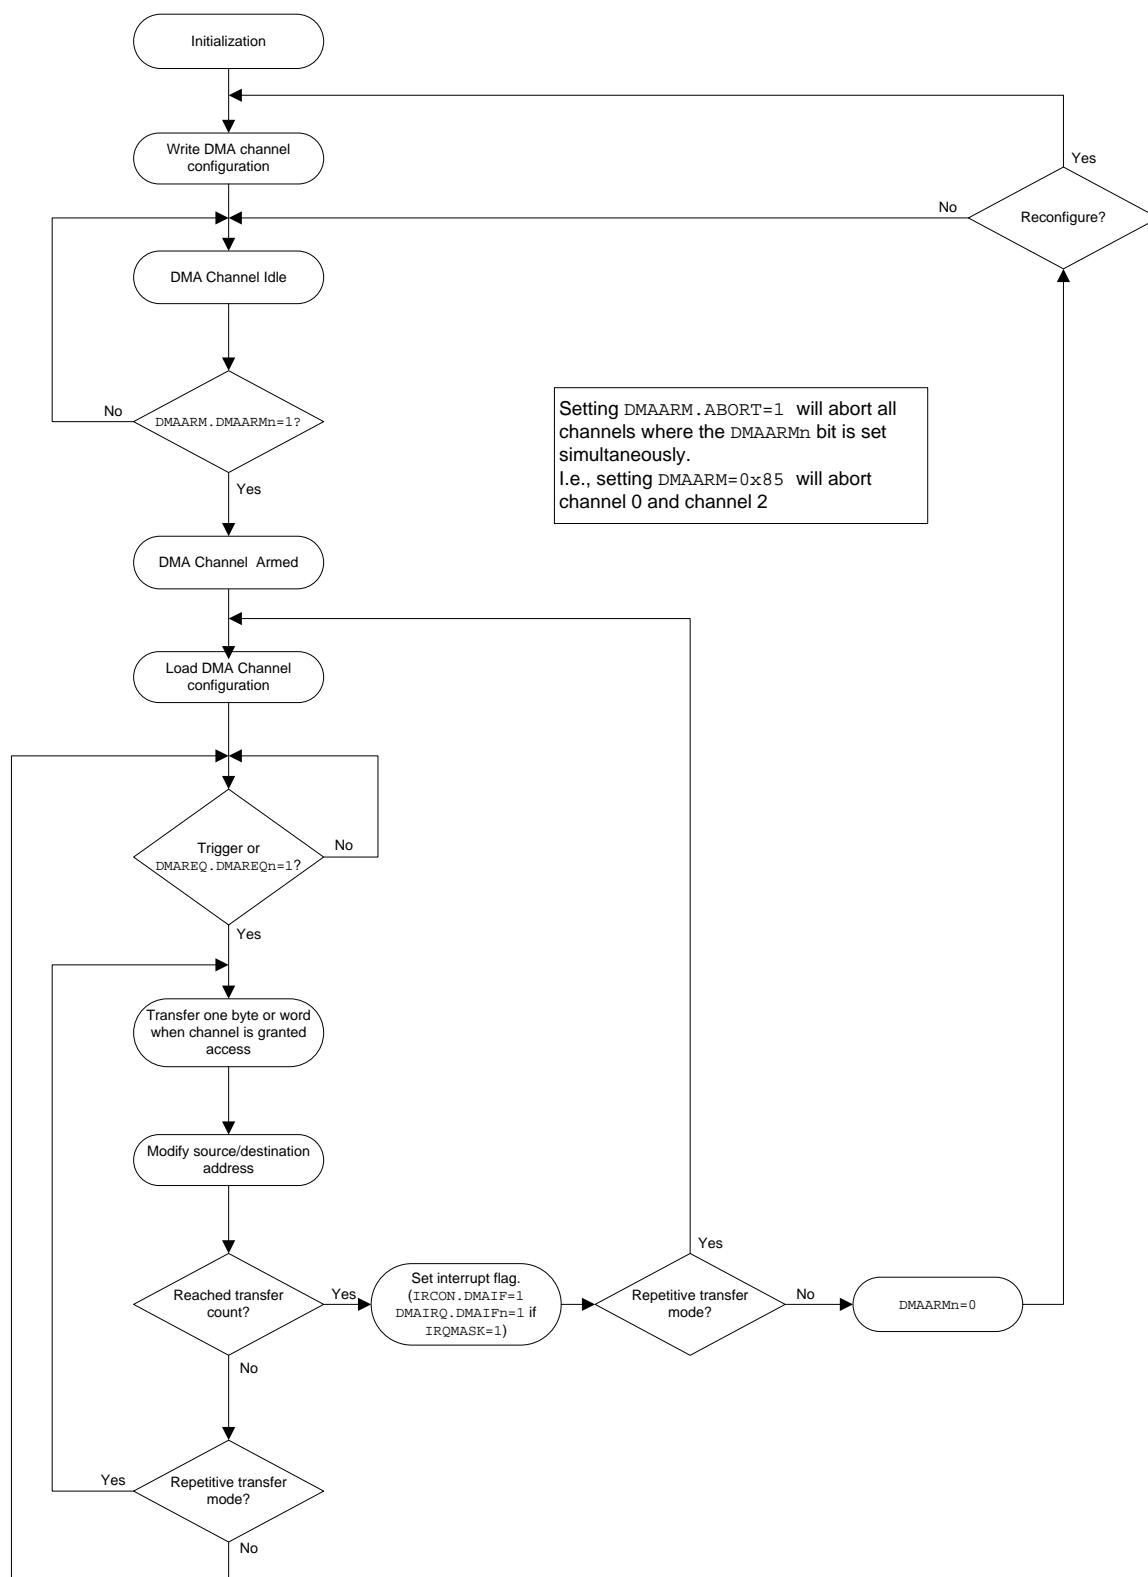 Initialization
Write DMA channel
configuration
Yes
No
Reconfigure?
DMA Channel Idle
No
DMAARM.DMAARMn=1?
Yes
Setting DMAARM.ABORT=1 will abort all
channels where the DMAARMn bit is set
simultaneously.
I.e., setting DMAARM=0x85 will abort
channel 0 and channel 2
DMA Channel Armed
Load DMA Channel
configuration
Trigger or
DMAREQ.DMAREQn=1?
No
Yes
Transfer one byte or word
when channel is granted
access
Modify source/destination
address
Reached transfer
count?
Yes
No
Set interrupt flag.
(IRCON.DMAIF=1
DMAIRQ.DMAIFn=1 if
IRQMASK=1)
Yes
Repetitive transfer
mode?
No
DMAARMn=0
Yes
Repetitive transfer
mode?
No